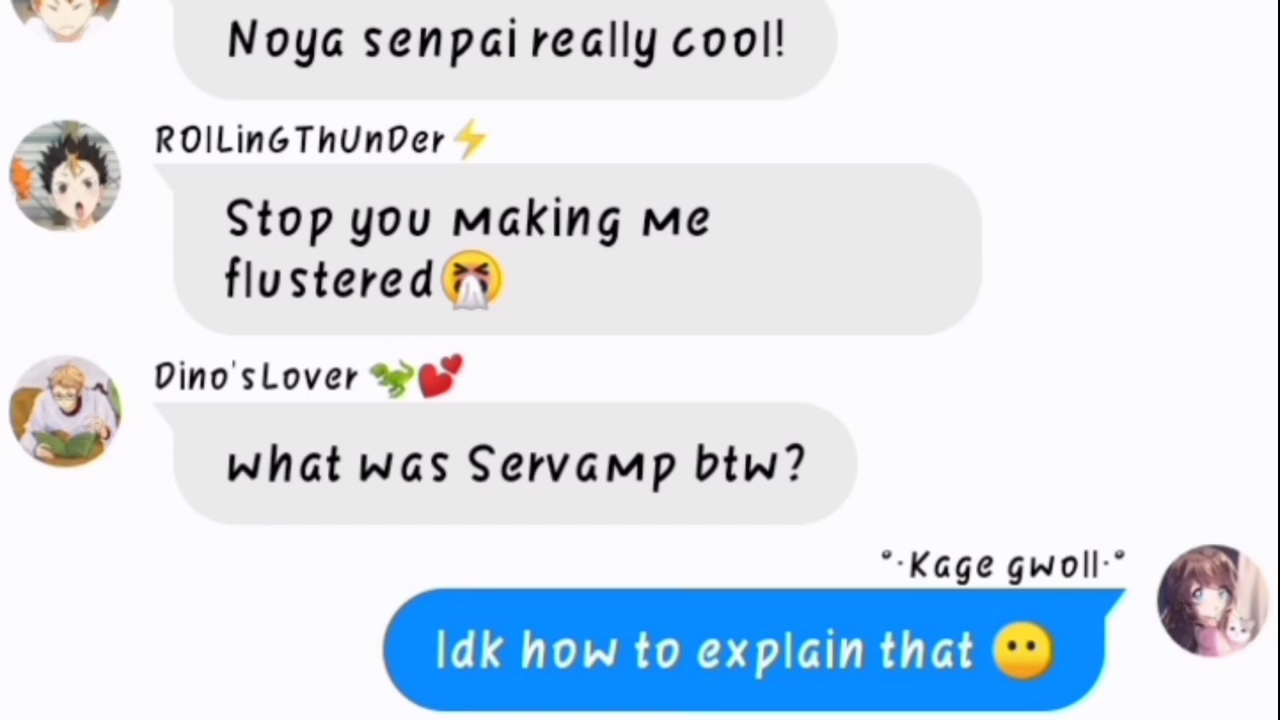 Noya senpai really cool!
ROlLinGThUnDer⚡
Stop you making me
flustered🤧
Dino'sLover 🦖💕
what was Servamp btw?
°·Kage gwoll·°
Idk how to explain that 😶